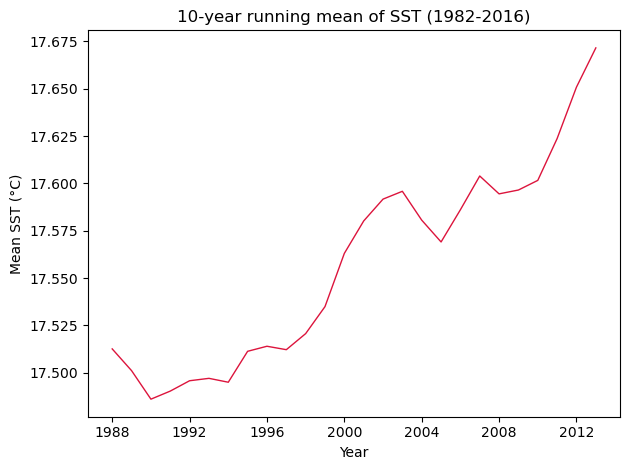 10-year running mean of SST (1982-2016)
Mean SST (°C)
17.675
17.650
17.625
17.600
17.575
17.550
17.525
17.500
1988 1992 1996 2000 2004 2008 2012
Year